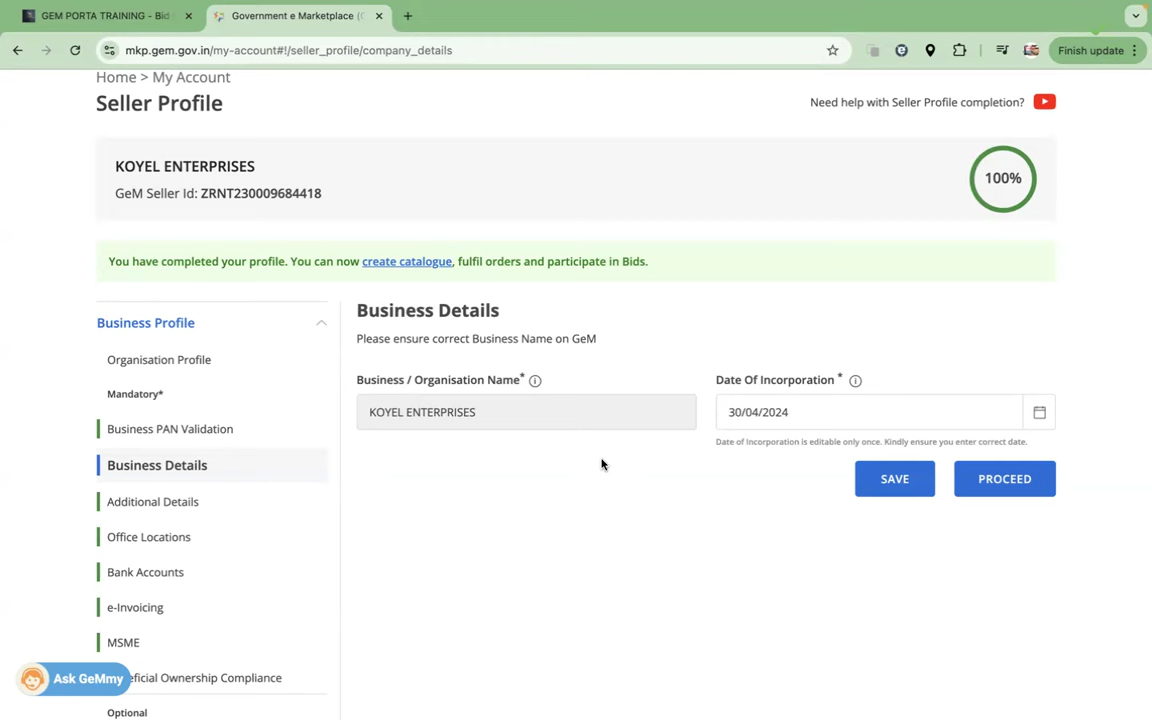 GEM PORTA TRAINING - Bid
Government e Marketplace (
mkp.gem.gov.in/my-account#!/seller_profile/company_details
Finish update
Home > My Account
Seller Profile
Need help with Seller Profile completion?
KOYEL ENTERPRISES
GeM Seller Id: ZRNT230009684418
100%
You have completed your profile. You can now create catalogue, fulfil orders and participate in Bids.
Business Profile
Organisation Profile
Mandatory*
Business PAN Validation
Business Details
Additional Details
Office Locations
Bank Accounts
e-Invoicing
MSME
eficial Ownership Compliance
Optional
Ask GeMmy
Business Details
Please ensure correct Business Name on GeM
Business / Organisation Name*
KOYEL ENTERPRISES
Date Of Incorporation *
30/04/2024
Date of Incorporation is editable only once. Kindly ensure you enter correct date.
SAVE
PROCEED